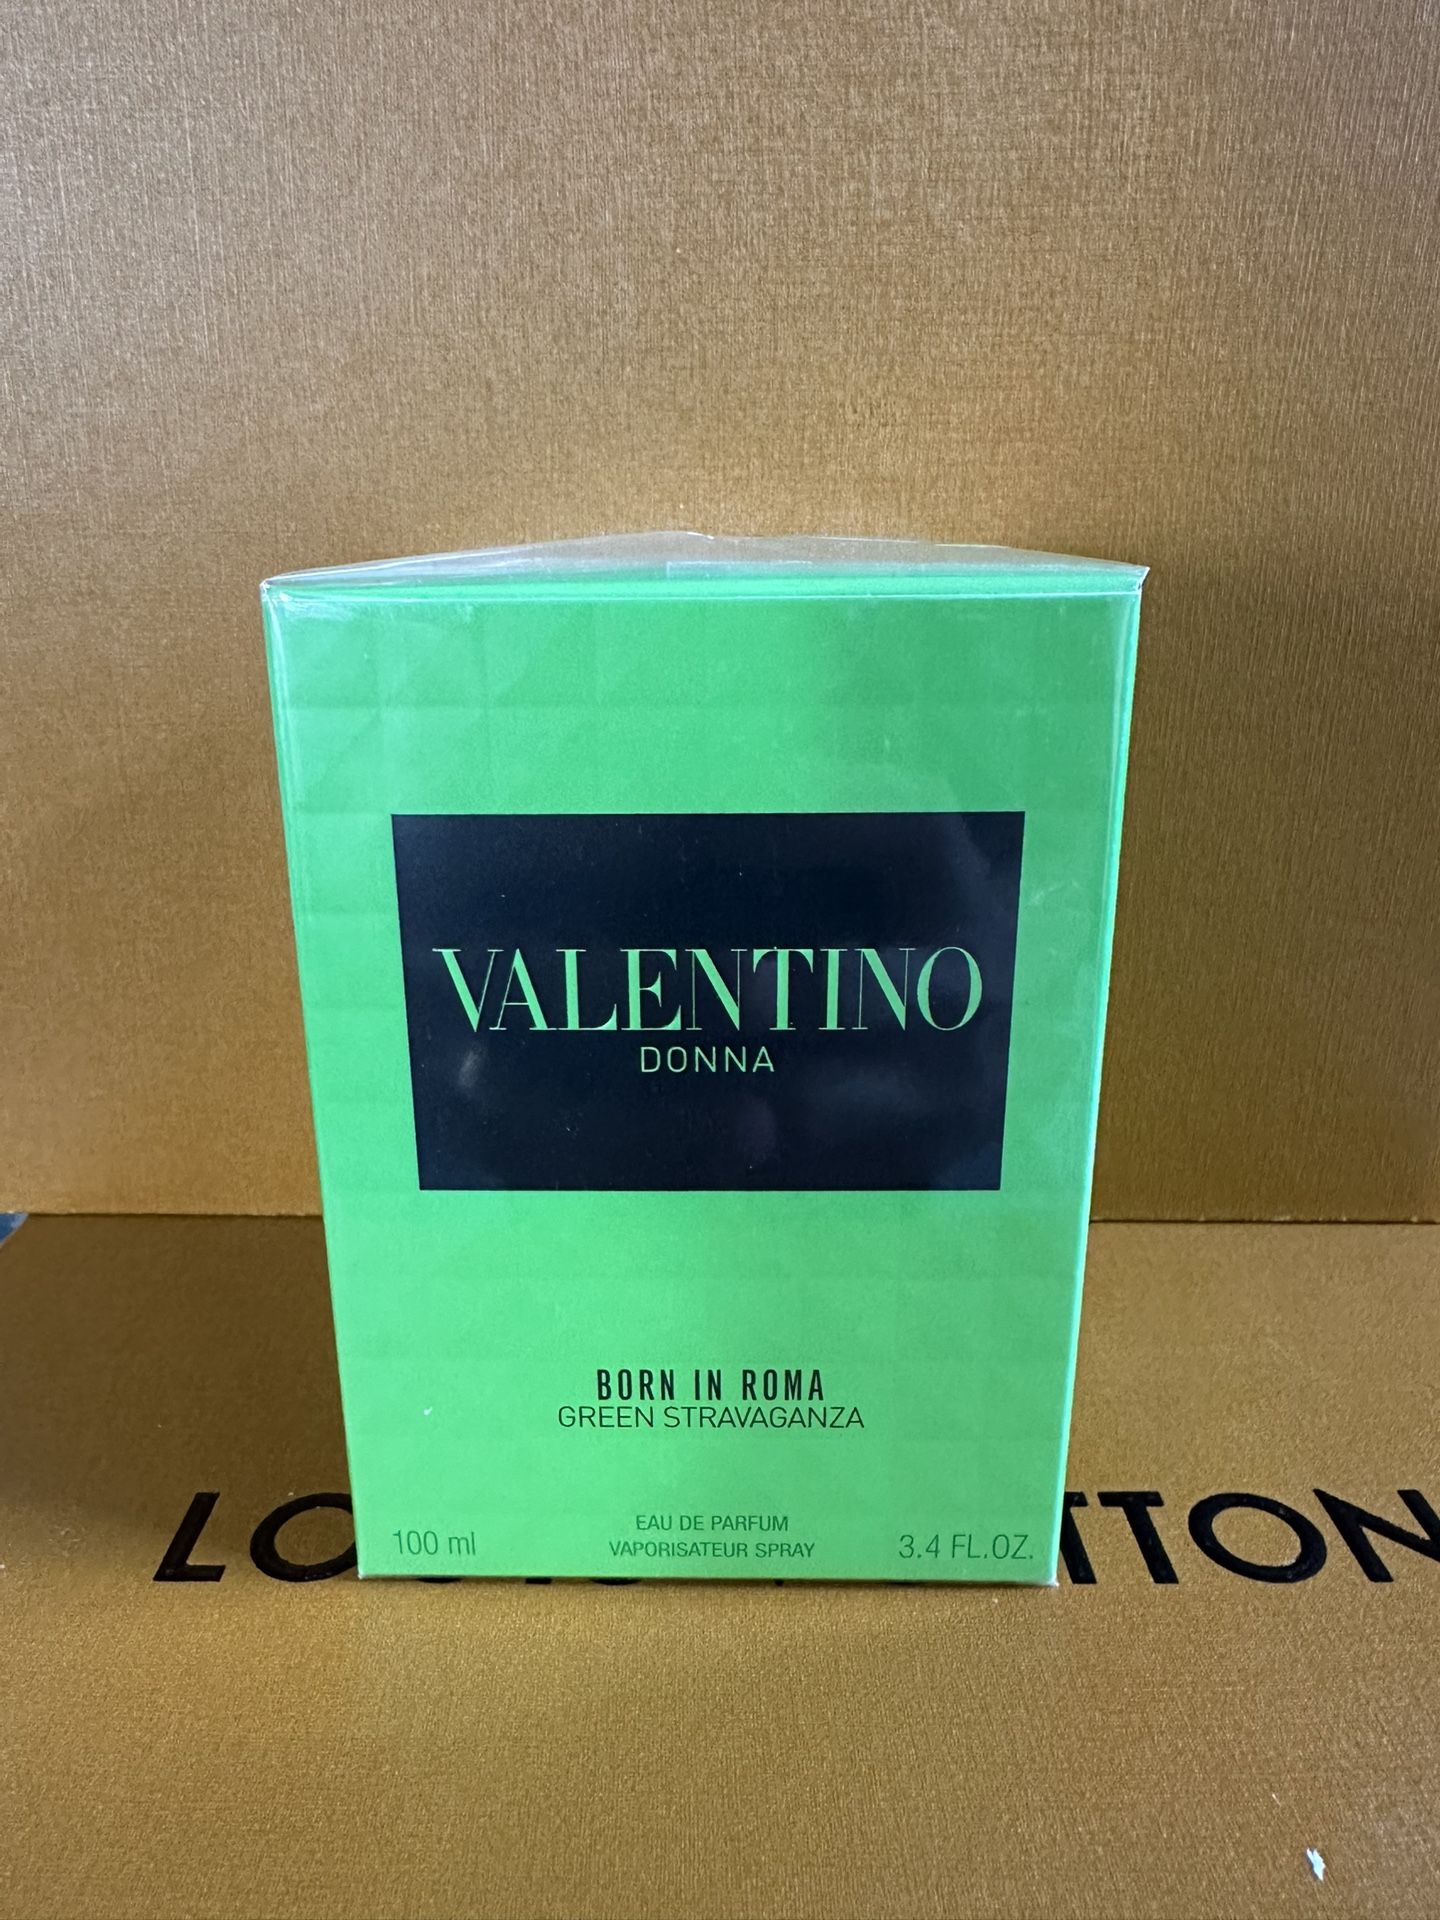 VALENTINO
DONNA
BORN IN ROMA
GREEN STRAVAGANZA
EAU DE PARFUM
100 ml VAPORISATEUR SPRAY 3.4 FL.OZ.